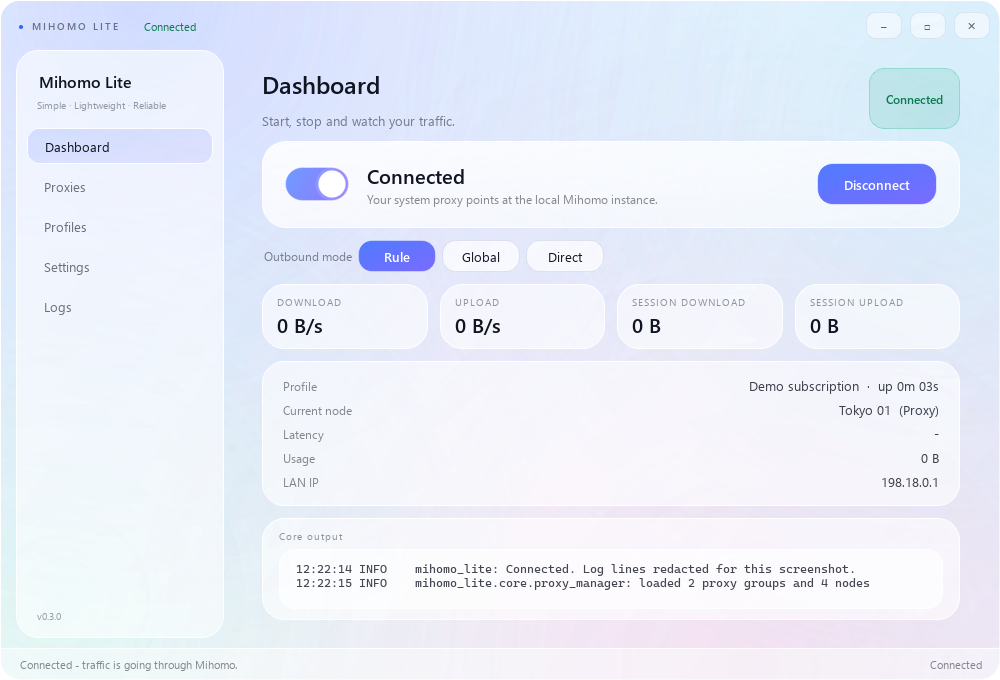 MIHOMO LITE Connected
Mihomo Lite
Simple · Lightweight · Reliable
Dashboard
Proxies
Profiles
Settings
Logs
v0.3.0
Dashboard
Start, stop and watch your traffic.
Connected
Connected
Your system proxy points at the local Mihomo instance.
Disconnect
Outbound mode Rule Global Direct
DOWNLOAD
0 B/s
UPLOAD
0 B/s
SESSION DOWNLOAD
0 B
SESSION UPLOAD
0 B
Profile Demo subscription · up 0m 03s
Current node Tokyo 01 (Proxy)
Latency -
Usage 0 B
LAN IP 198.18.0.1
Core output
12:22:14 INFO mihomo_lite: Connected. Log lines redacted for this screenshot.
12:22:15 INFO mihomo_lite.core.proxy_manager: loaded 2 proxy groups and 4 nodes
Connected - traffic is going through Mihomo. Connected